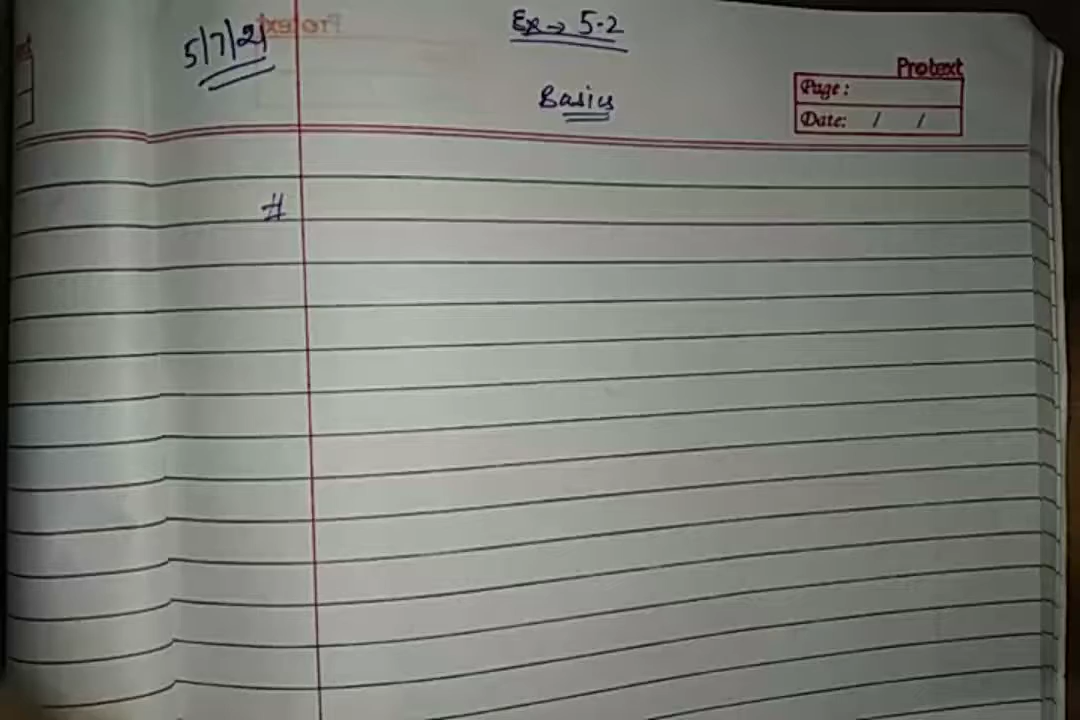 5/7/21
Ex → 5.2
Basics
Protext
Page:
Date: / /
#